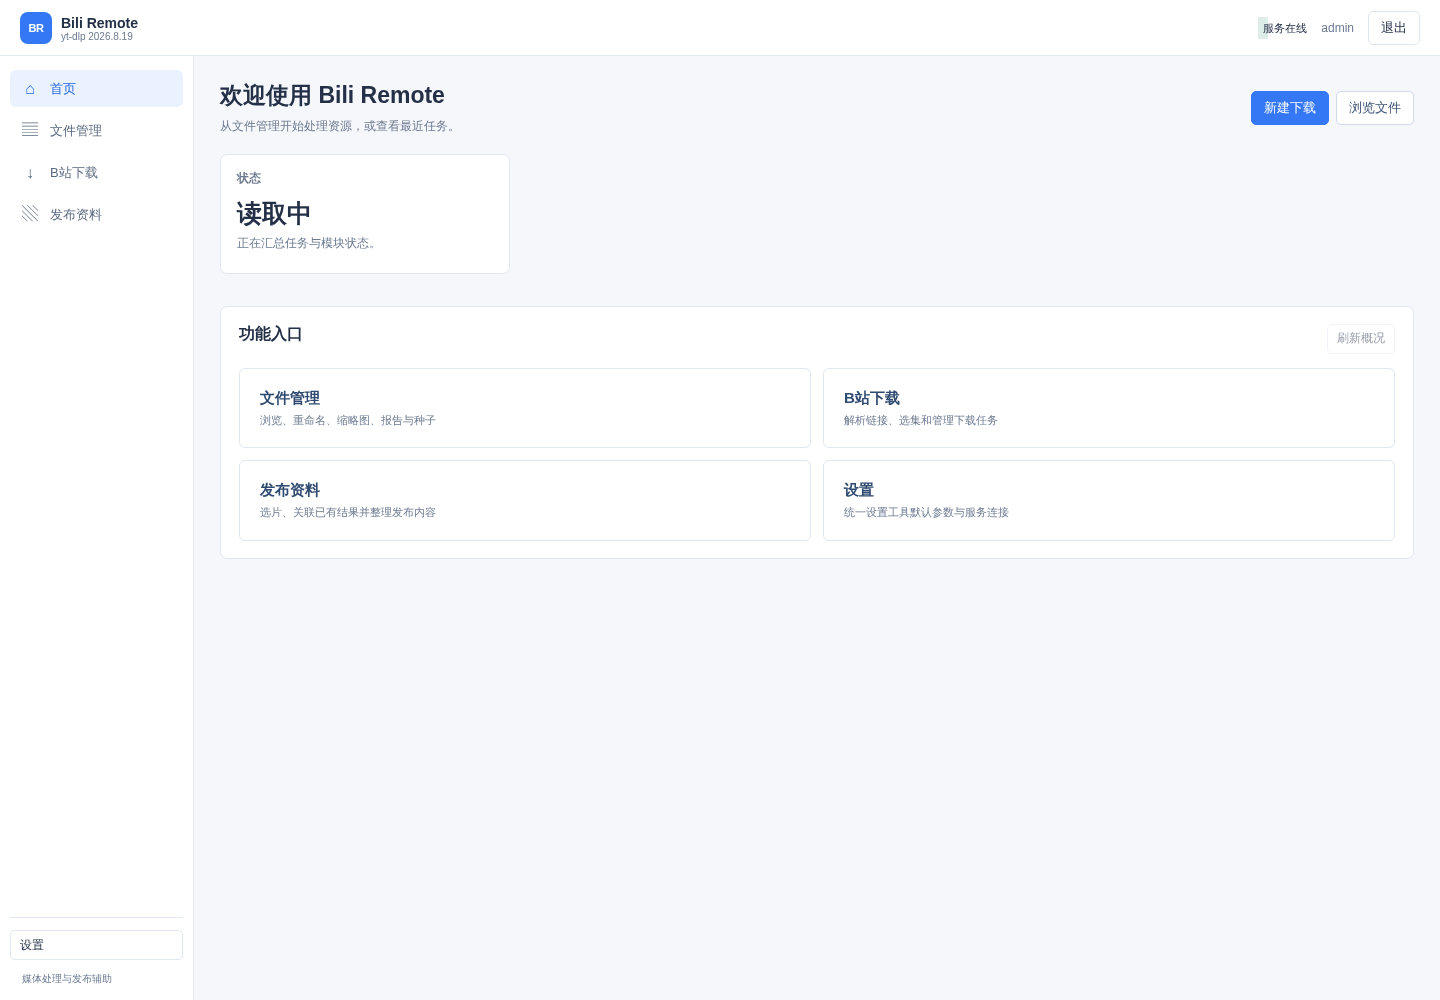 BR
Bili Remote
yt-dlp 2026.8.19
服务在线
admin
退出
首页
文件管理
B站下载
发布资料
欢迎使用 Bili Remote
从文件管理开始处理资源，或查看最近任务。
新建下载
浏览文件
状态
读取中
正在汇总任务与模块状态。
功能入口
刷新概况
文件管理
浏览、重命名、缩略图、报告与种子
B站下载
解析链接、选集和管理下载任务
发布资料
选片、关联已有结果并整理发布内容
设置
统一设置工具默认参数与服务连接
设置
媒体处理与发布辅助